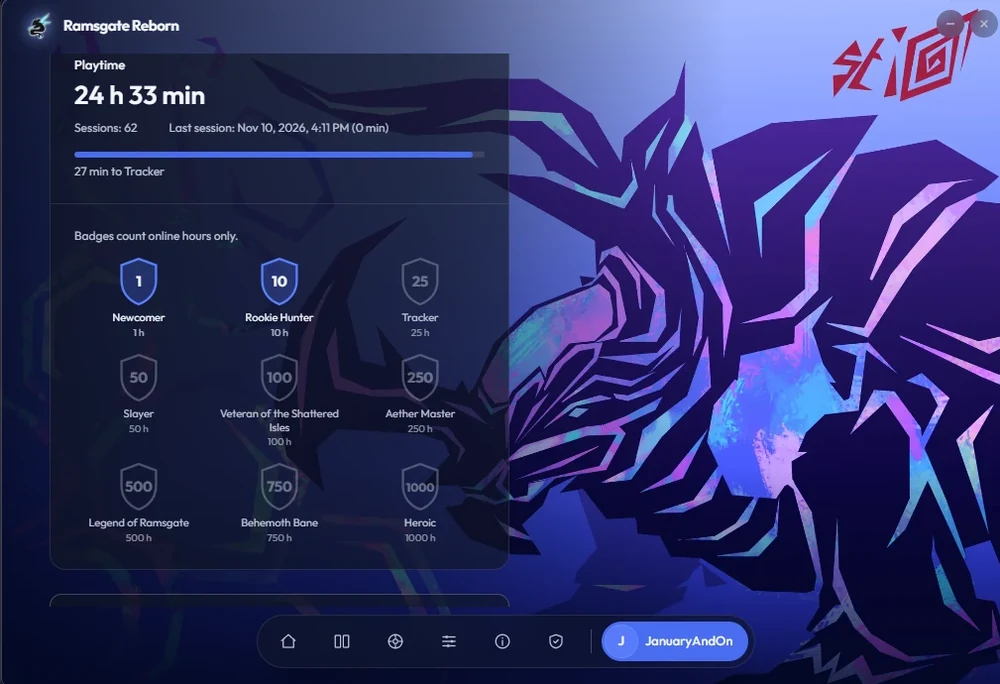 Ramsgate Reborn
Playtime
24 h 33 min
Sessions: 62 Last session: Nov 10, 2026, 4:11 PM (0 min)
27 min to Tracker
Badges count online hours only.
1 10 25
Newcomer Rookie Hunter Tracker
1 h 10 h 25 h
50 100 250
Slayer Veteran of the Shattered Aether Master
Isles
50 h 250 h
100 h
500 750 1000
Legend of Ramsgate Behemoth Bane Heroic
500 h 750 h 1000 h
J JanuaryAndOn